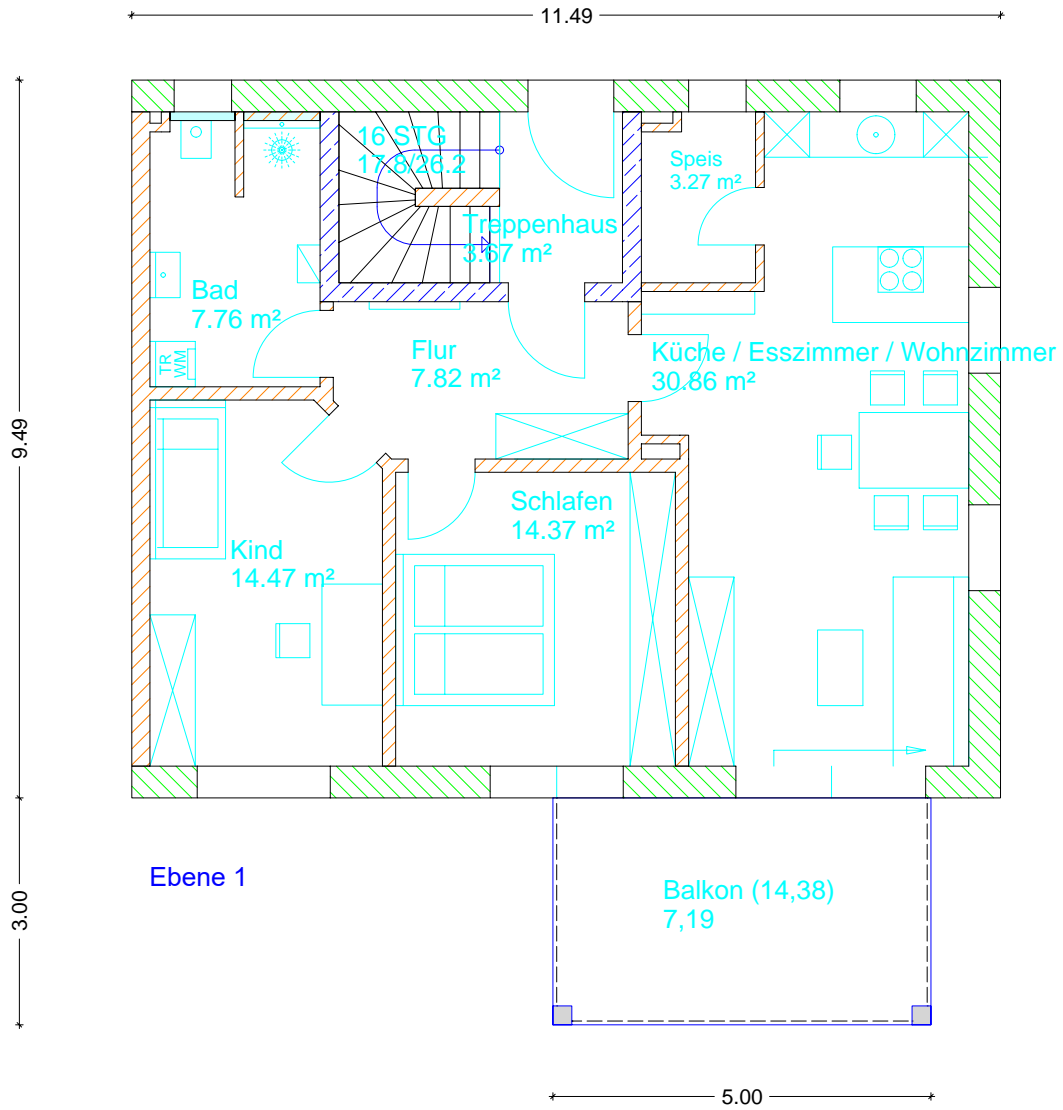 11.49
16 STG
17.8/26.2
Speis
3.27 m²
Treppenhaus
3.67 m²
Bad
7.76 m²
TR
WM
Flur
7.82 m²
Küche / Esszimmer / Wohnzimmer
30.86 m²
9.49
Schlafen
14.37 m²
Kind
14.47 m²
Ebene 1
Balkon (14,38)
7,19
3.00
5.00